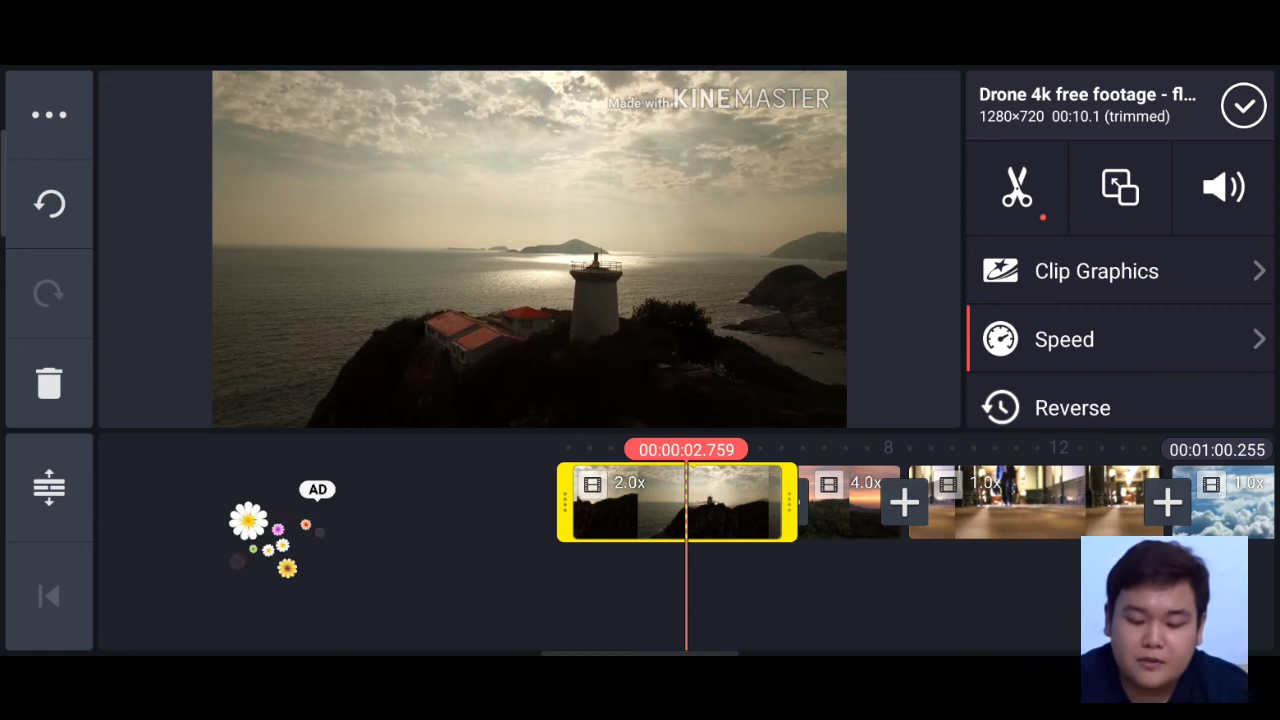 Made with KINEMASTER
Drone 4k free footage - fl...
1280×720 00:10.1 (trimmed)
Clip Graphics
Speed
Reverse
00:00:02.759
8
12
00:01:00.255
AD
2.0x
4.0x
1.0x
1.0x